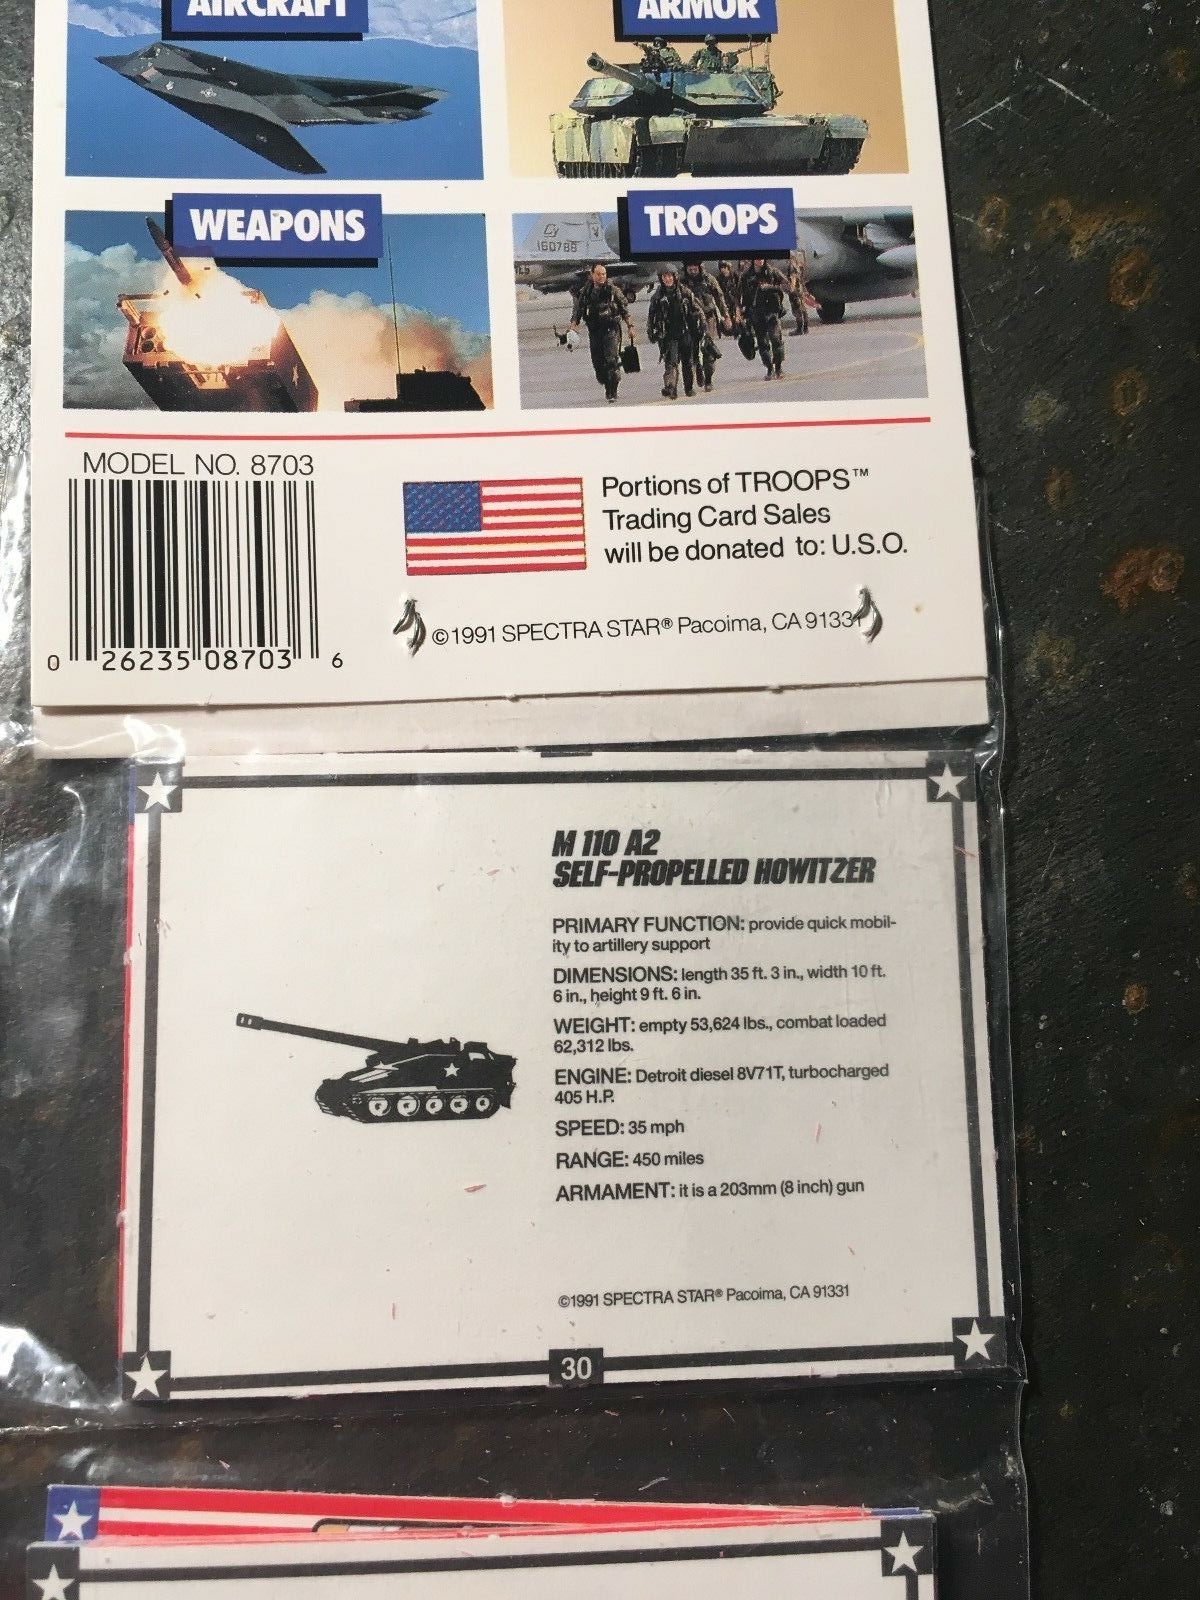 AIRCRAFT
ARMOR
WEAPONS
TROOPS
160786
MODEL NO. 8703
Portions of TROOPS™
Trading Card Sales
will be donated to: U.S.O.
©1991 SPECTRA STAR® Pacoima, CA 91331
0 26235 08703 6
M 110 A2
SELF-PROPELLED HOWITZER
PRIMARY FUNCTION: provide quick mobil-
ity to artillery support
DIMENSIONS: length 35 ft. 3 in., width 10 ft.
6 in., height 9 ft. 6 in.
WEIGHT: empty 53,624 lbs., combat loaded
62,312 lbs.
ENGINE: Detroit diesel 8V71T, turbocharged
405 H.P.
SPEED: 35 mph
RANGE: 450 miles
ARMAMENT: it is a 203mm (8 inch) gun
©1991 SPECTRA STAR® Pacoima, CA 91331
30